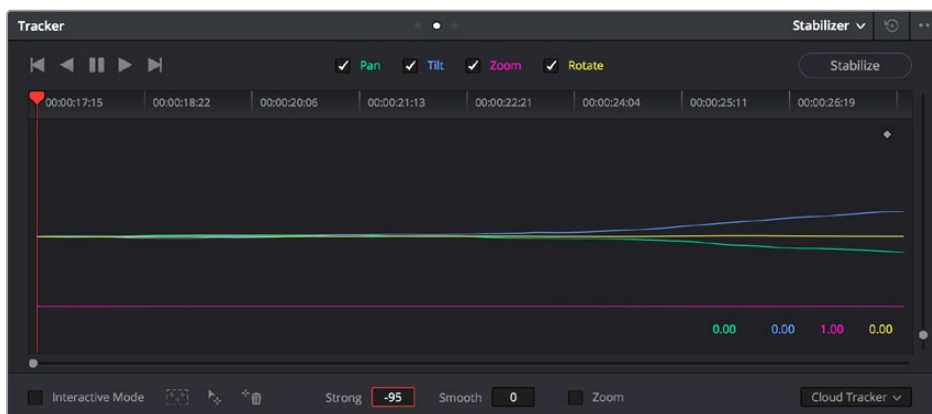 Tracker Stabilizer
Pan Tilt Zoom Rotate Stabilize
00:00:17:15 00:00:18:22 00:00:20:06 00:00:21:13 00:00:22:21 00:00:24:04 00:00:25:11 00:00:26:19
0.00 0.00 1.00 0.00
Interactive Mode Strong -95 Smooth 0 Zoom Cloud Tracker